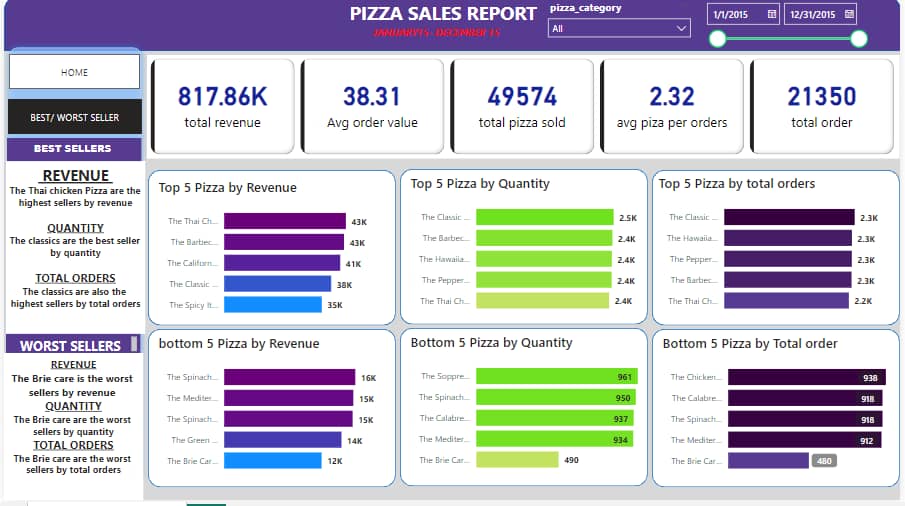 PIZZA SALES REPORT
JANUARY15 - DECEMBER 15
pizza_category
All
1/1/2015
12/31/2015
HOME
BEST/ WORST SELLER
817.86K
total revenue
38.31
Avg order value
49574
total pizza sold
2.32
avg piza per orders
21350
total order
BEST SELLERS
REVENUE
The Thai chicken Pizza are the
highest sellers by revenue
QUANTITY
The classics are the best seller
by quantity
TOTAL ORDERS
The classics are also the
highest sellers by total orders
WORST SELLERS
REVENUE
The Brie care is the worst
sellers by revenue
QUANTITY
The Brie care are the worst
sellers by quantity
TOTAL ORDERS
The Brie care are the worst
sellers by total orders
Top 5 Pizza by Revenue
The Thai Ch... 43K
The Barbec... 43K
The Californ... 41K
The Classic ... 38K
The Spicy It... 35K
Top 5 Pizza by Quantity
The Classic ... 2.5K
The Barbec... 2.4K
The Hawaiia... 2.4K
The Pepper... 2.4K
The Thai Ch... 2.4K
Top 5 Pizza by total orders
The Classic ... 2.3K
The Hawaiia... 2.3K
The Pepper... 2.3K
The Barbec... 2.3K
The Thai Ch... 2.2K
bottom 5 Pizza by Revenue
The Spinach... 16K
The Mediter... 15K
The Spinach... 15K
The Green ... 14K
The Brie Car... 12K
Bottom 5 Pizza by Quantity
The Soppre... 961
The Spinach... 950
The Calabre... 937
The Mediter... 934
The Brie Car... 490
Bottom 5 Pizza by Total order
The Chicken... 938
The Calabre... 918
The Spinach... 918
The Mediter... 912
The Brie Car... 480